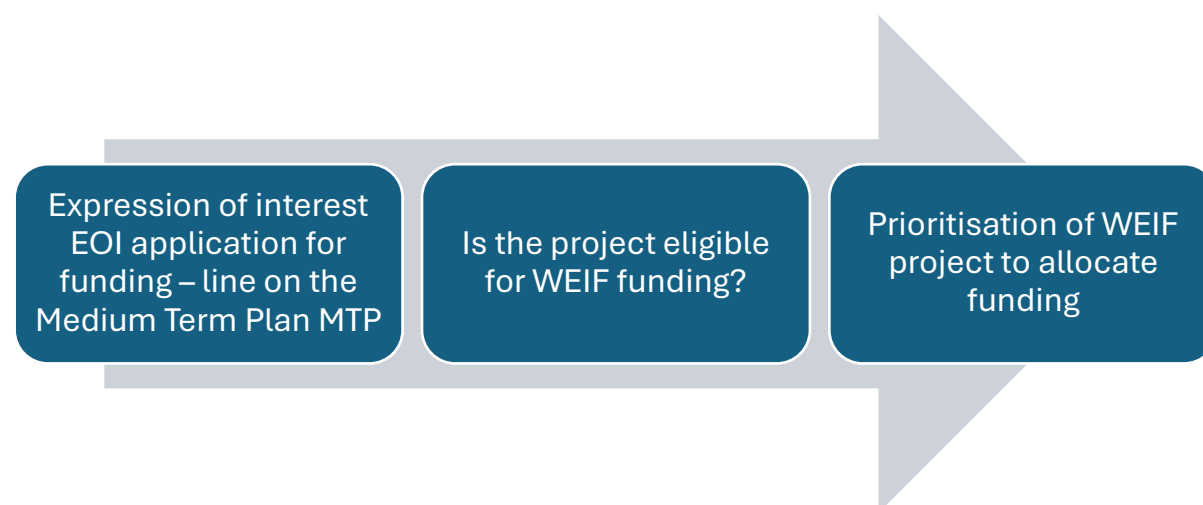 Expression of interest
EOI application for
funding – line on the
Medium Term Plan MTP
Is the project eligible
for WEIF funding?
Prioritisation of WEIF
project to allocate
funding